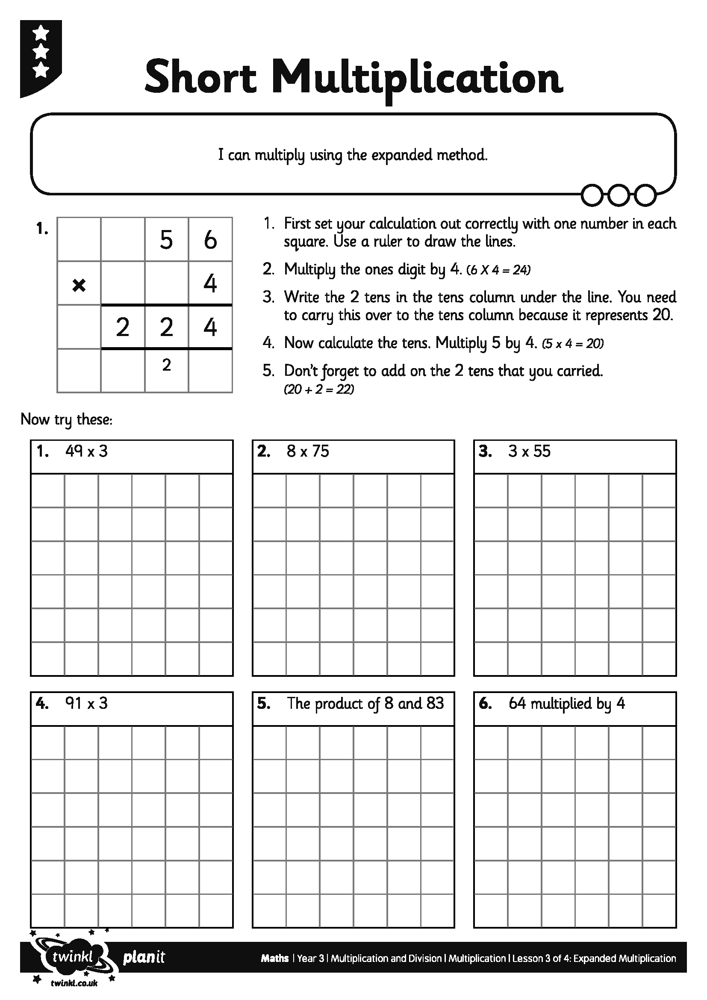 Short Multiplication
I can multiply using the expanded method.
1.
5 6
× 4
2 2 4
2
1. First set your calculation out correctly with one number in each
square. Use a ruler to draw the lines.
2. Multiply the ones digit by 4. (6 X 4 = 24)
3. Write the 2 tens in the tens column under the line. You need
to carry this over to the tens column because it represents 20.
4. Now calculate the tens. Multiply 5 by 4. (5 x 4 = 20)
5. Don't forget to add on the 2 tens that you carried.
(20 + 2 = 22)
Now try these:
1. 49 x 3
2. 8 x 75
3. 3 x 55
4. 91 x 3
5. The product of 8 and 83
6. 64 multiplied by 4
twinkl planit
Maths | Year 3 | Multiplication and Division | Multiplication | Lesson 3 of 4: Expanded Multiplication
twinkl.co.uk